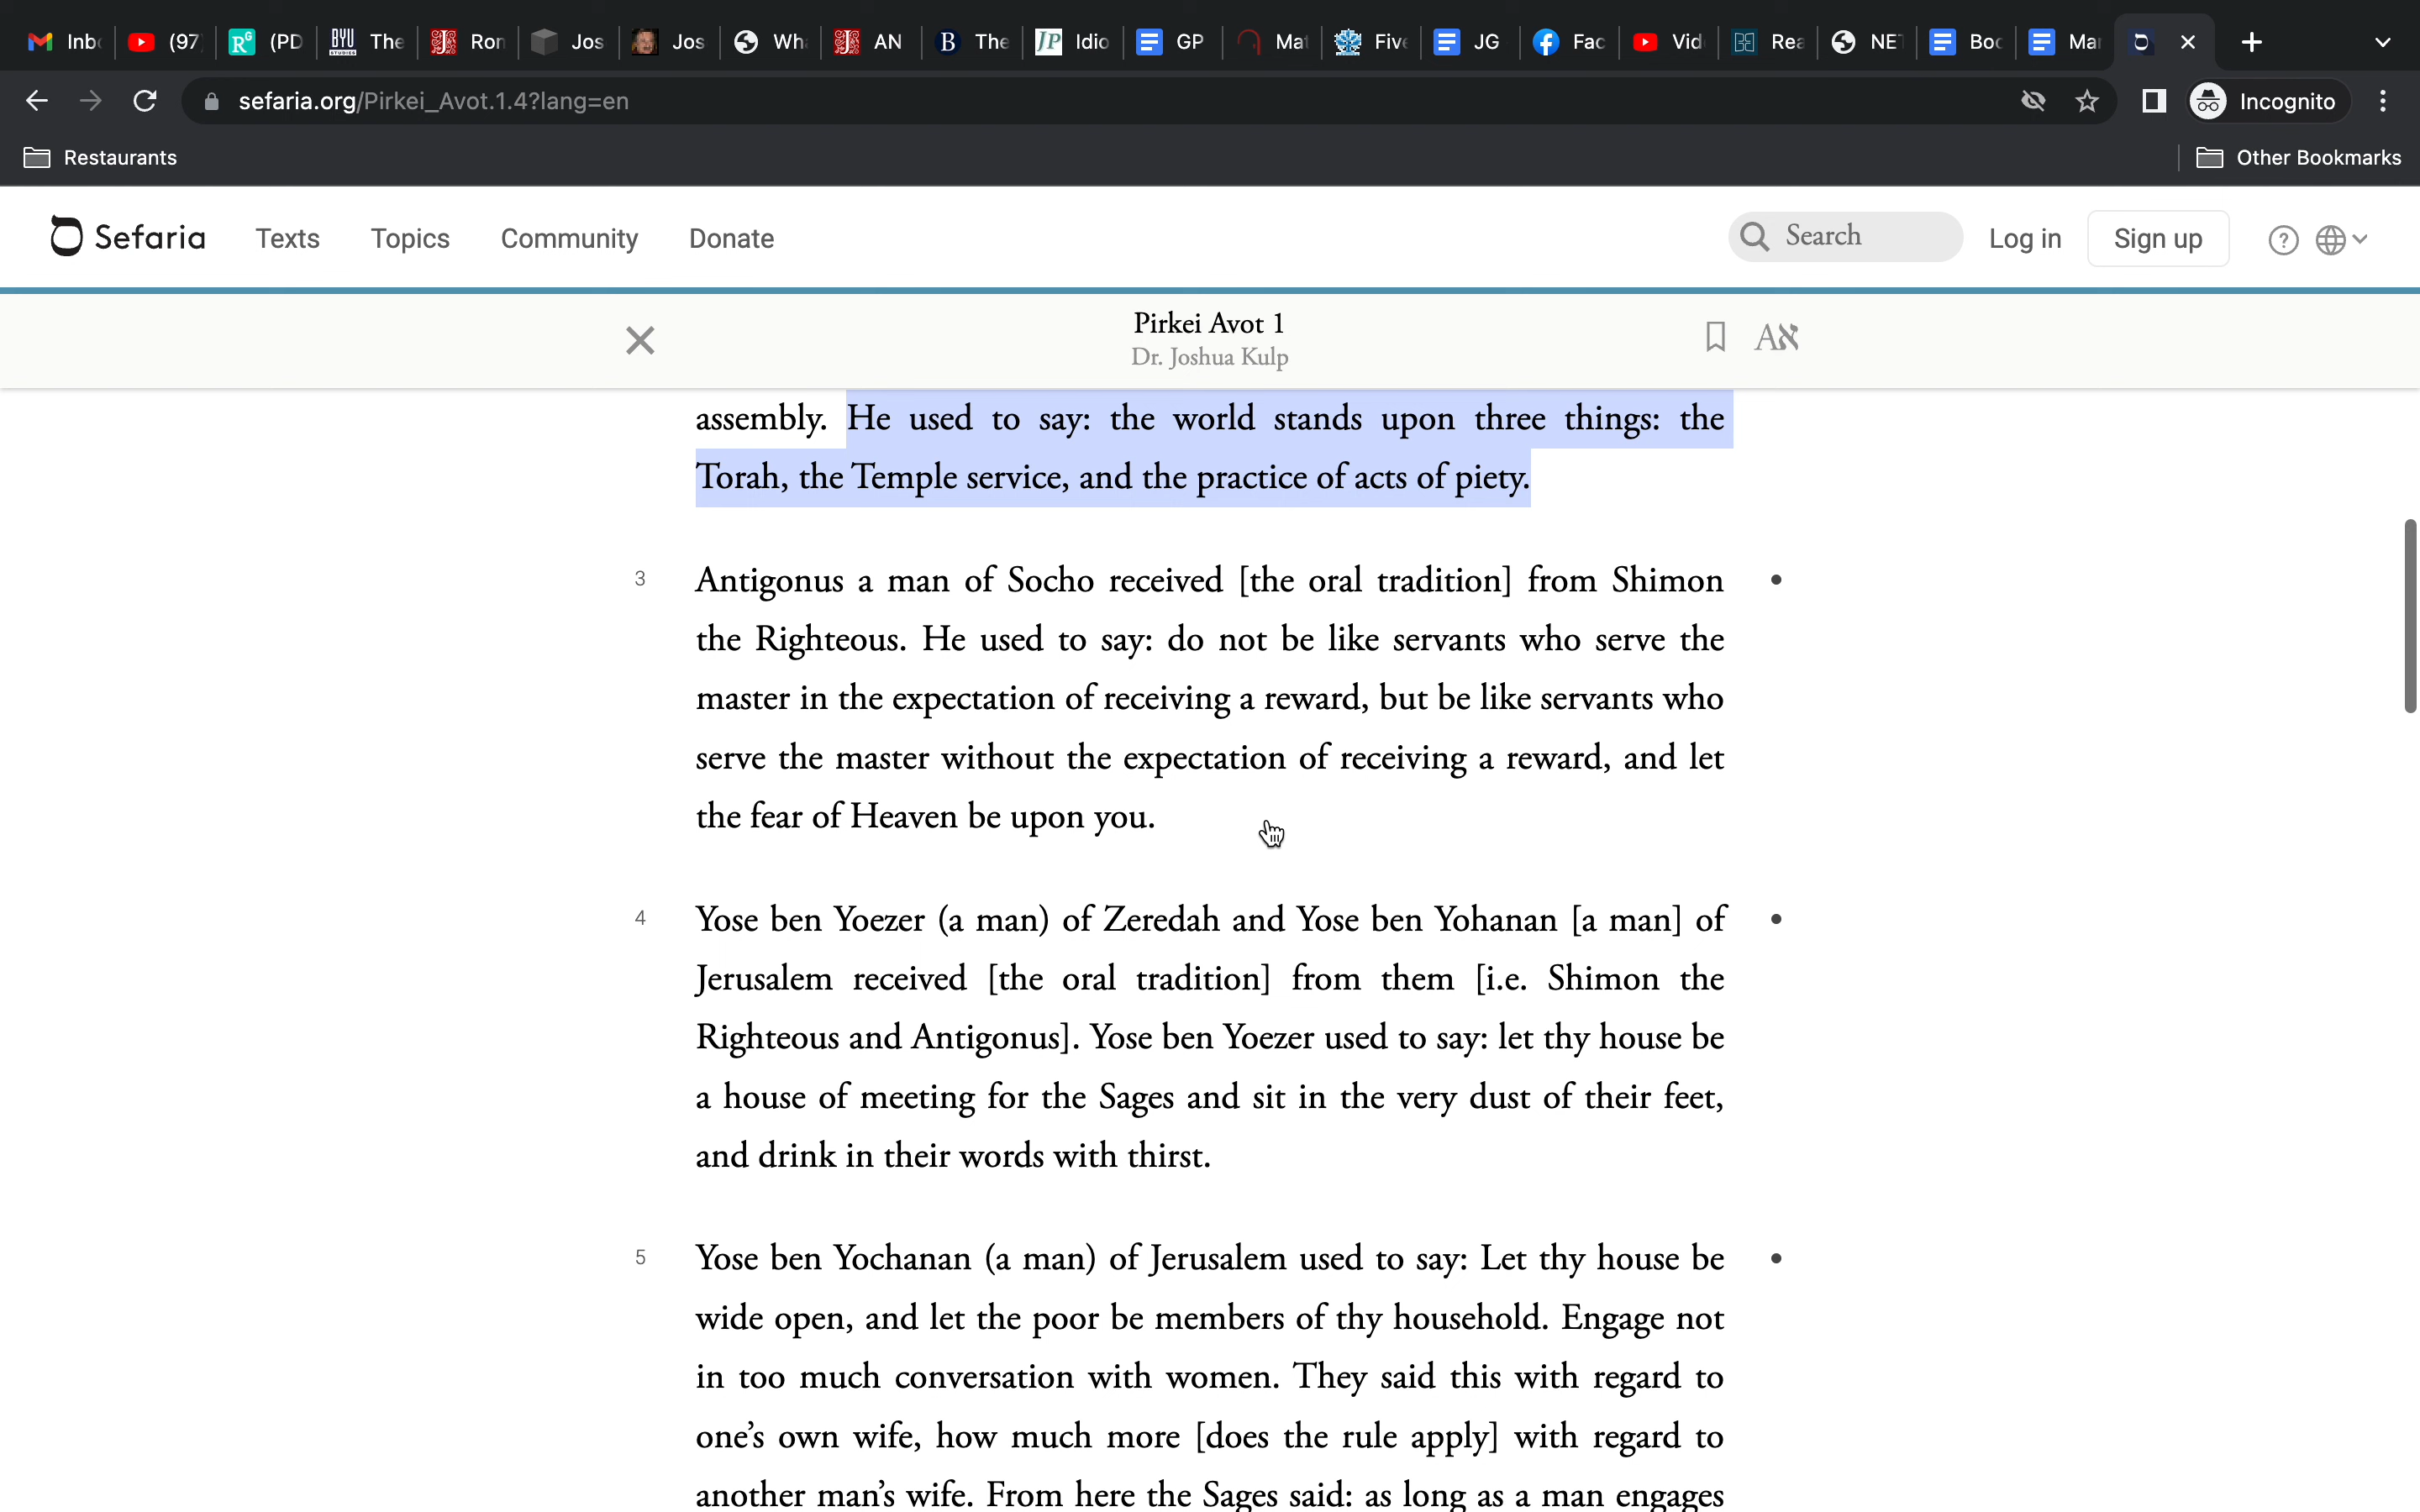 Inb (97 (PD The Ron Jos Jos Wh AN The Idio GP Mat Five JG Fac Vid Rea NET Boo Mar
sefaria.org/Pirkei_Avot.1.4?lang=en Incognito
Restaurants Other Bookmarks
Sefaria Texts Topics Community Donate Search Log in Sign up
Pirkei Avot 1
Dr. Joshua Kulp
assembly. He used to say: the world stands upon three things: the
Torah, the Temple service, and the practice of acts of piety.
3 Antigonus a man of Socho received [the oral tradition] from Shimon
the Righteous. He used to say: do not be like servants who serve the
master in the expectation of receiving a reward, but be like servants who
serve the master without the expectation of receiving a reward, and let
the fear of Heaven be upon you.
4 Yose ben Yoezer (a man) of Zeredah and Yose ben Yohanan [a man] of
Jerusalem received [the oral tradition] from them [i.e. Shimon the
Righteous and Antigonus]. Yose ben Yoezer used to say: let thy house be
a house of meeting for the Sages and sit in the very dust of their feet,
and drink in their words with thirst.
5 Yose ben Yochanan (a man) of Jerusalem used to say: Let thy house be
wide open, and let the poor be members of thy household. Engage not
in too much conversation with women. They said this with regard to
one’s own wife, how much more [does the rule apply] with regard to
another man’s wife. From here the Sages said: as long as a man engages